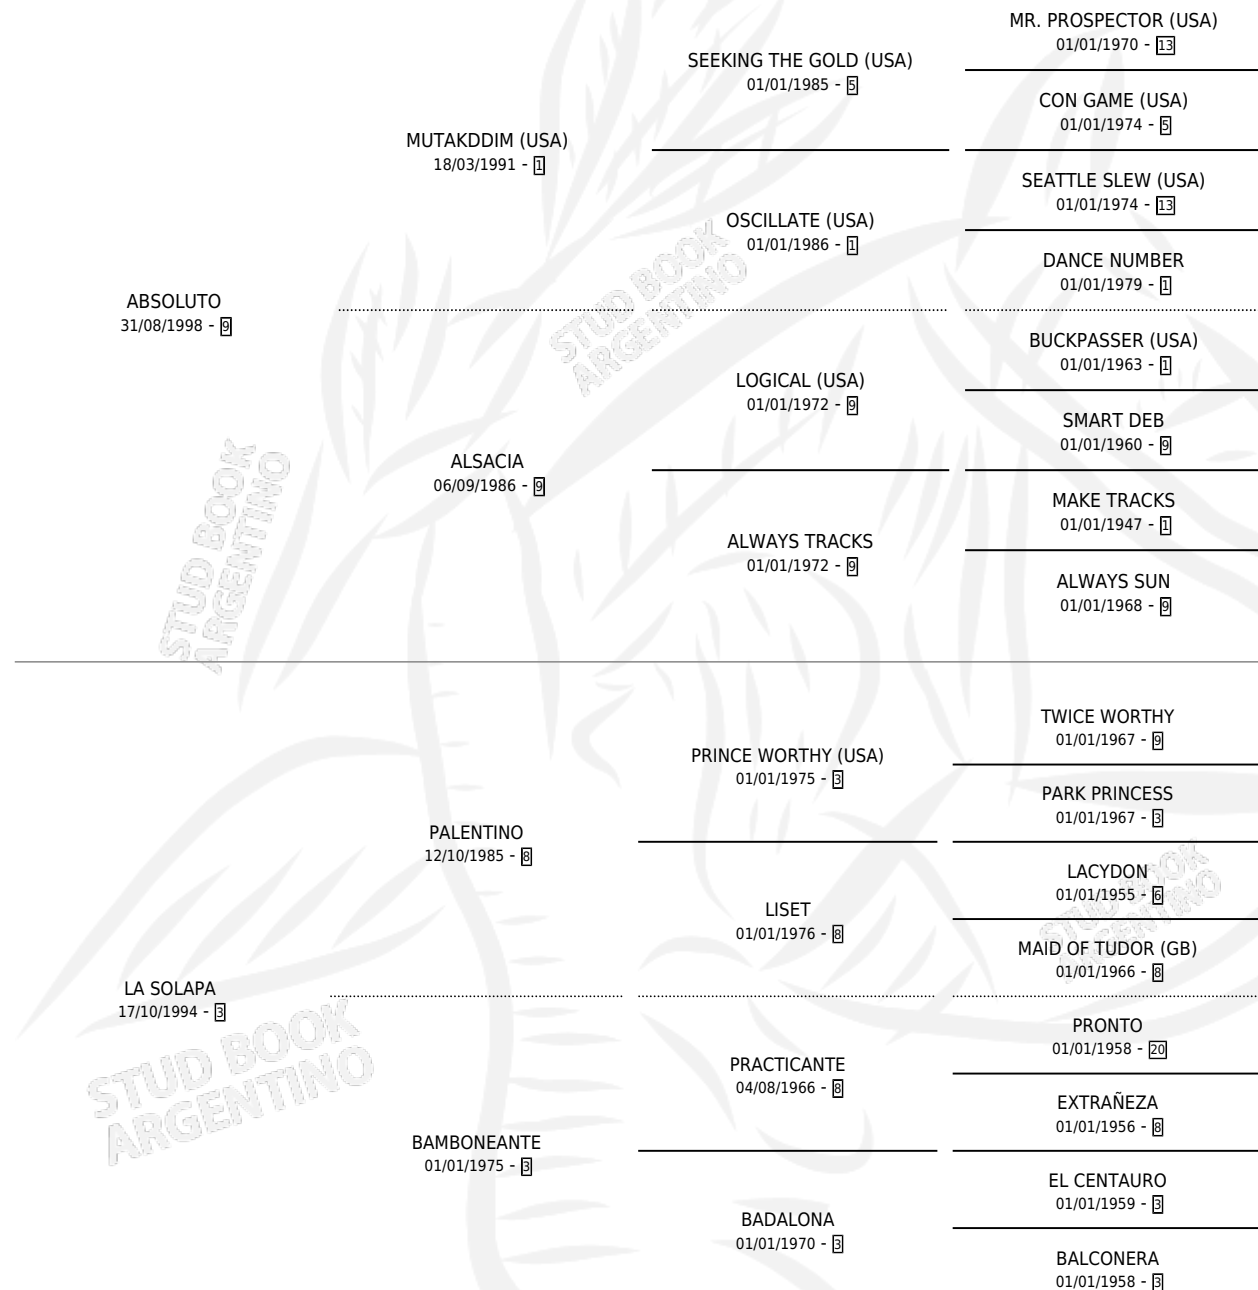 MR. PROSPECTOR (USA)
01/01/1970 - 13
SEEKING THE GOLD (USA)
01/01/1985 - 5
CON GAME (USA)
01/01/1974 - 5
MUTAKDDIM (USA)
18/03/1991 - 1
SEATTLE SLEW (USA)
01/01/1974 - 13
OSCILLATE (USA)
01/01/1986 - 1
DANCE NUMBER
01/01/1979 - 1
STUD BOOK
ARGENTINO
ABSOLUTO
31/08/1998 - 9
BUCKPASSER (USA)
01/01/1963 - 1
LOGICAL (USA)
01/01/1972 - 9
SMART DEB
01/01/1960 - 9
ALSACIA
06/09/1986 - 9
MAKE TRACKS
01/01/1947 - 1
ALWAYS TRACKS
01/01/1972 - 9
ALWAYS SUN
01/01/1968 - 9
STUD BOOK
ARGENTINO
TWICE WORTHY
01/01/1967 - 9
PRINCE WORTHY (USA)
01/01/1975 - 3
PARK PRINCESS
01/01/1967 - 3
PALENTINO
12/10/1985 - 8
LACYDON
01/01/1955 - 6
LISET
01/01/1976 - 8
STUD BOOK
ARGENTINO
MAID OF TUDOR (GB)
01/01/1966 - 8
LA SOLAPA
17/10/1994 - 3
PRONTO
01/01/1958 - 20
PRACTICANTE
04/08/1966 - 8
EXTRAÑEZA
01/01/1956 - 8
STUD BOOK
ARGENTINO
BAMBONEANTE
01/01/1975 - 3
EL CENTAURO
01/01/1959 - 3
BADALONA
01/01/1970 - 3
BALCONERA
01/01/1958 - 3